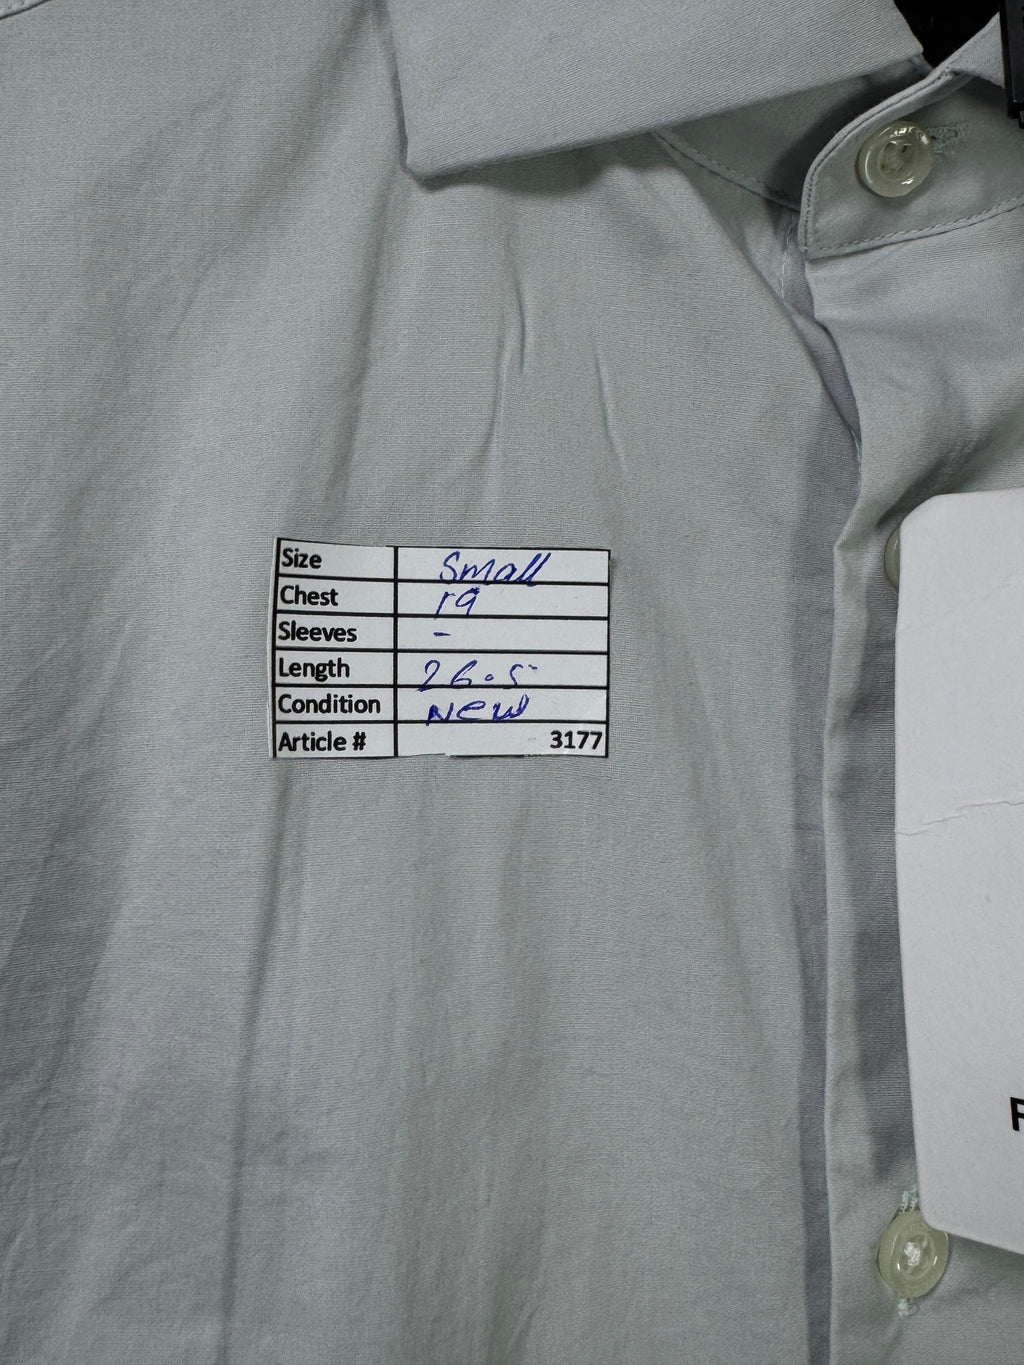 Size Small
Chest 19
Sleeves -
Length 26.5
Condition New
Article # 3177
F